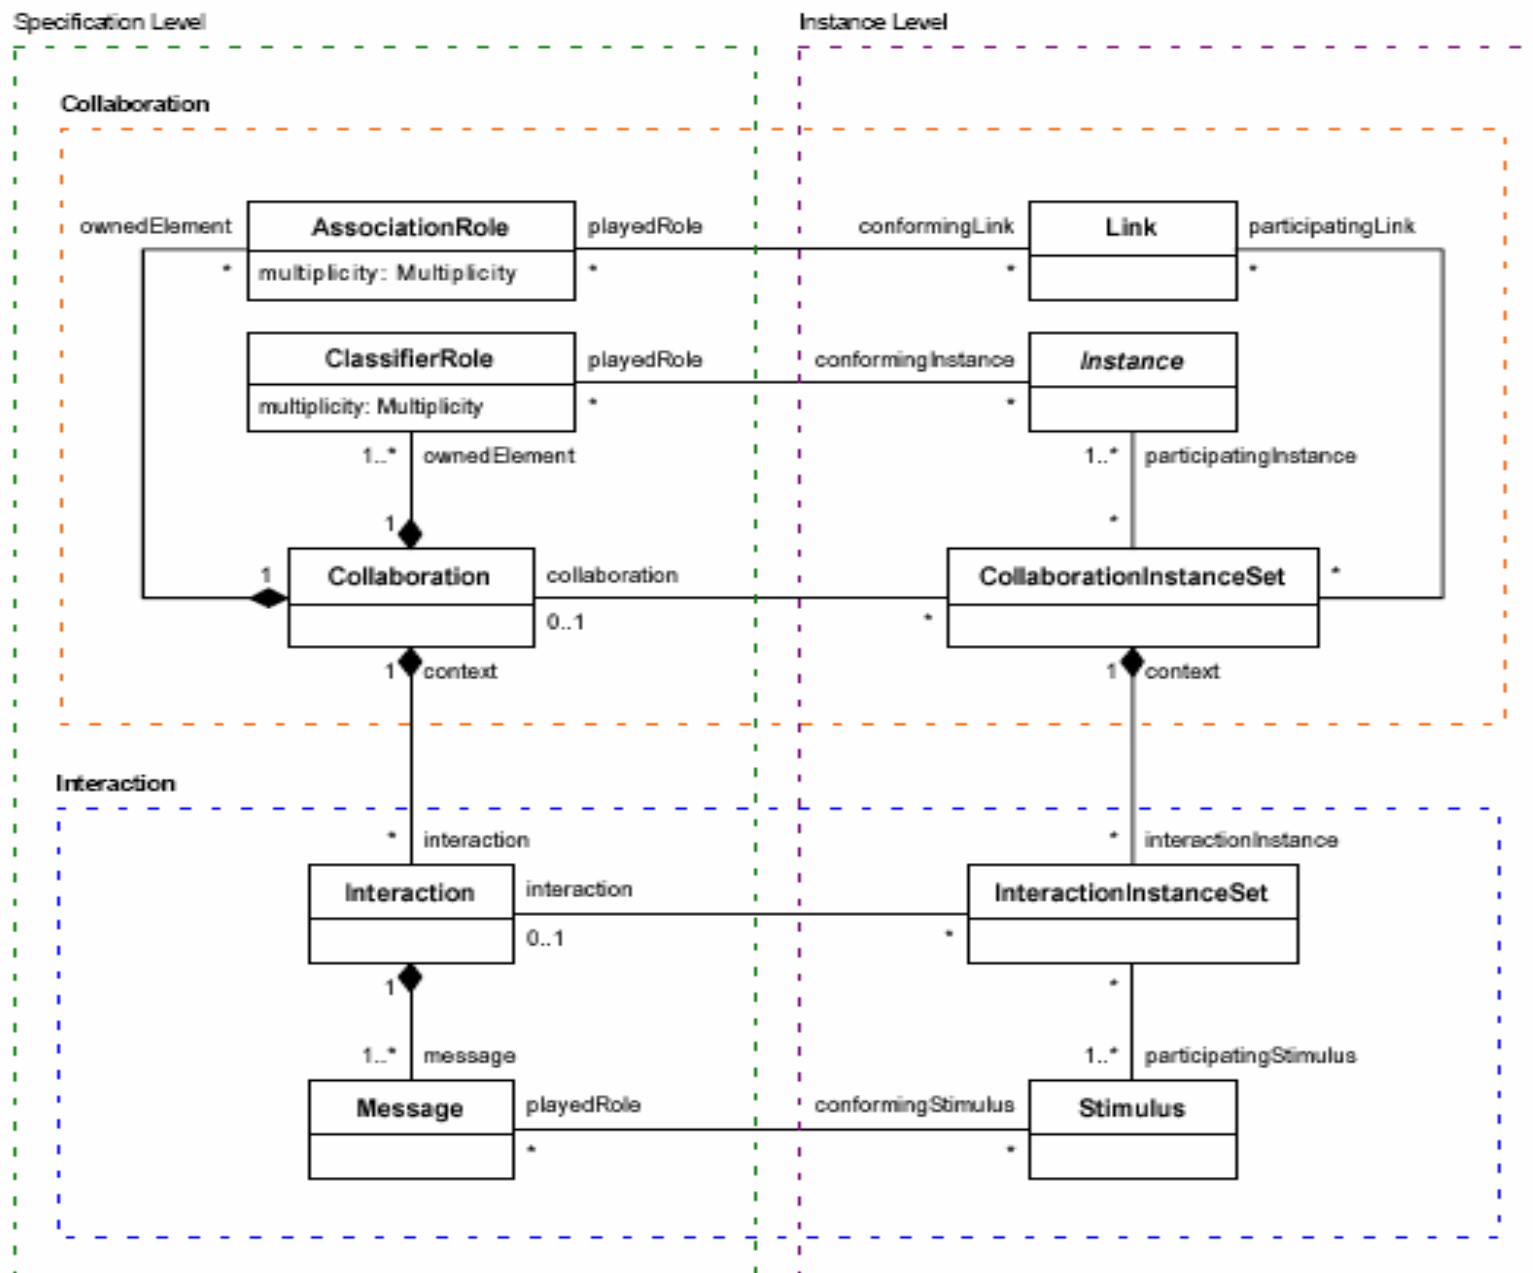 Specification Level
Instance Level
Collaboration
ownedElement
*
AssociationRole
multiplicity: Multiplicity
playedRole
*
conformingLink
*
Link
participatingLink
*
ClassifierRole
multiplicity: Multiplicity
playedRole
*
conformingInstance
*
Instance
1..*
ownedElement
1..*
participatingInstance
1
*
1
Collaboration
collaboration
0..1
*
CollaborationInstanceSet
*
1
context
1
context
Interaction
*
interaction
*
interactionInstance
Interaction
interaction
0..1
*
InteractionInstanceSet
1
*
1..*
message
1..*
participatingStimulus
Message
playedRole
*
conformingStimulus
*
Stimulus